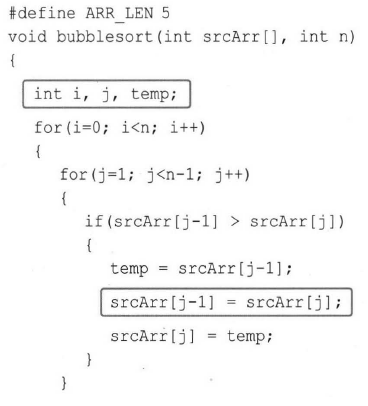 #define ARR_LEN 5
void bubblesort(int srcArr[], int n)
{
int i, j, temp;
for(i=0; i<n; i++)
{
for(j=1; j<n-1; j++)
{
if(srcArr[j-1] > srcArr[j])
{
temp = srcArr[j-1];
srcArr[j-1] = srcArr[j];
srcArr[j] = temp;
}
}